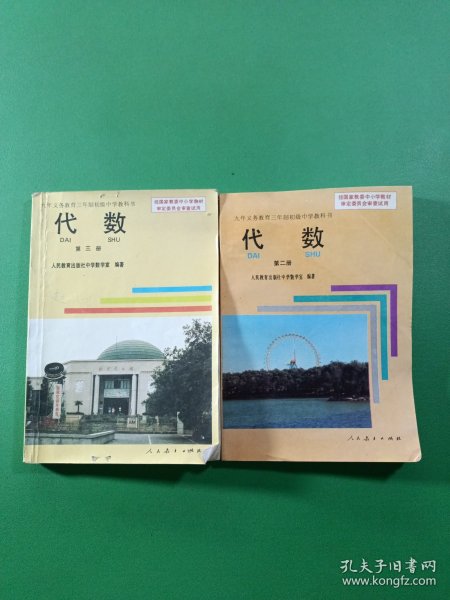 九年义务教育三年制初级中学教科书
经国家教委中小学教材
审定委员会审查试用
代数
DAI SHU
第三册
人民教育出版社中学数学室 编著
人民教育出版社
九年义务教育三年制初级中学教科书
经国家教委中小学教材
审定委员会审查试用
代数
DAI SHU
第二册
人民教育出版社中学数学室 编著
人民教育出版社
孔夫子旧书网
www.kongfz.com